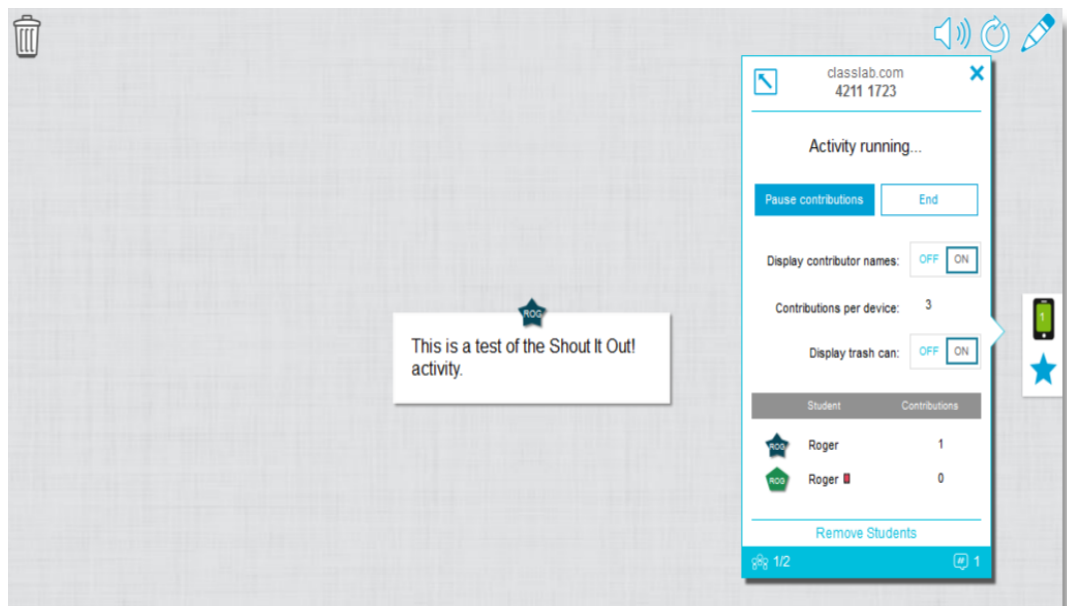 classlab.com
4211 1723
Activity running...
Pause contributions End
Display contributor names: OFF ON
Contributions per device: 3
1
ROG
This is a test of the Shout It Out!
activity.
Display trash can: OFF ON
Student Contributions
ROG Roger 1
ROG Roger 0
Remove Students
1/2 # 1